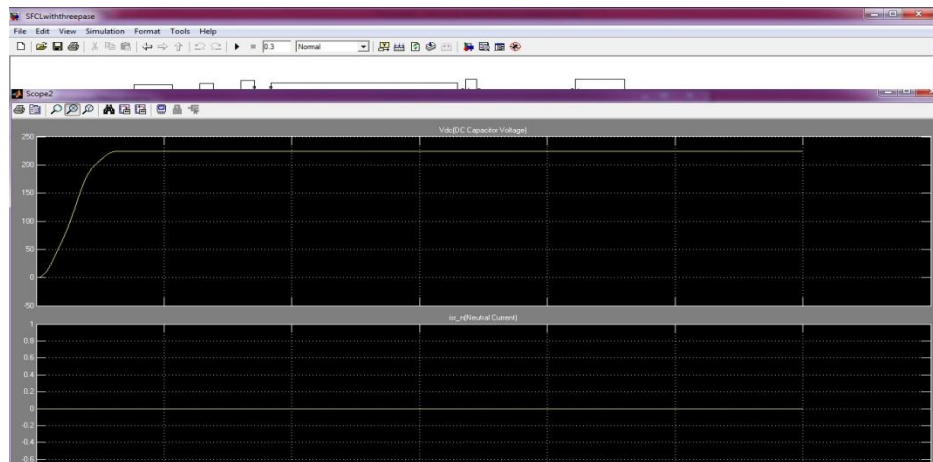 SFCLwiththreepase
File Edit View Simulation Format Tools Help
0.3 Normal
Scope2
Vdc(DC Capacitor Voltage)
250
200
150
100
50
0
-50
isr_n(Neutral Current)
1
0.8
0.6
0.4
0.2
0
-0.2
-0.4
-0.6